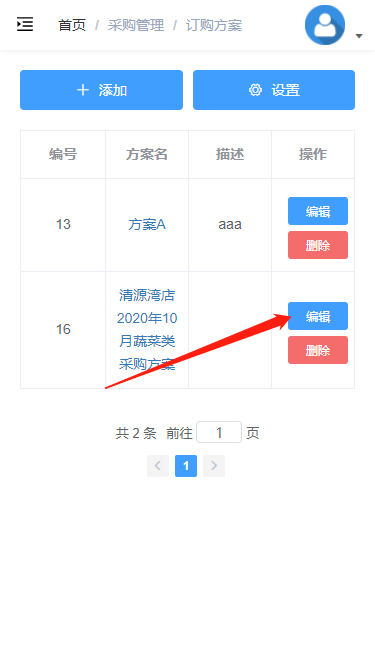 首页 / 采购管理 / 订购方案
添加
设置
编号 方案名 描述 操作
13 方案A aaa 编辑
删除
16 清源湾店
2020年10
月蔬菜类
采购方案
编辑
删除
共 2 条 前往 1 页
1